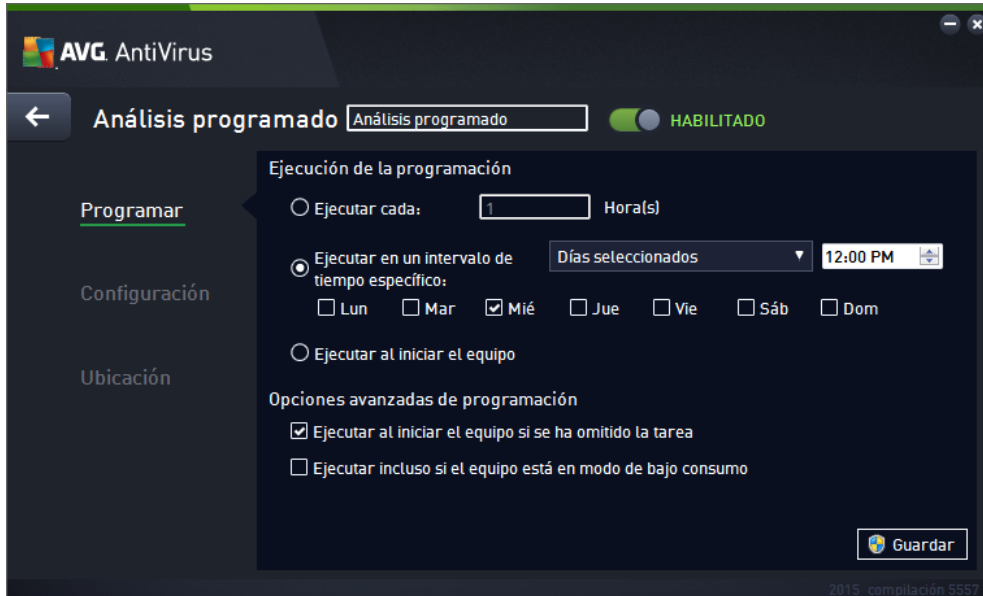 AVG AntiVirus
Análisis programado Análisis programado HABILITADO
Programar
Configuración
Ubicación
Ejecución de la programación
Ejecutar cada: 1 Hora(s)
Ejecutar en un intervalo de
tiempo específico:
Días seleccionados 12:00 PM
Lun Mar Mié Jue Vie Sáb Dom
Ejecutar al iniciar el equipo
Opciones avanzadas de programación
Ejecutar al iniciar el equipo si se ha omitido la tarea
Ejecutar incluso si el equipo está en modo de bajo consumo
Guardar
2015 compilación 5557